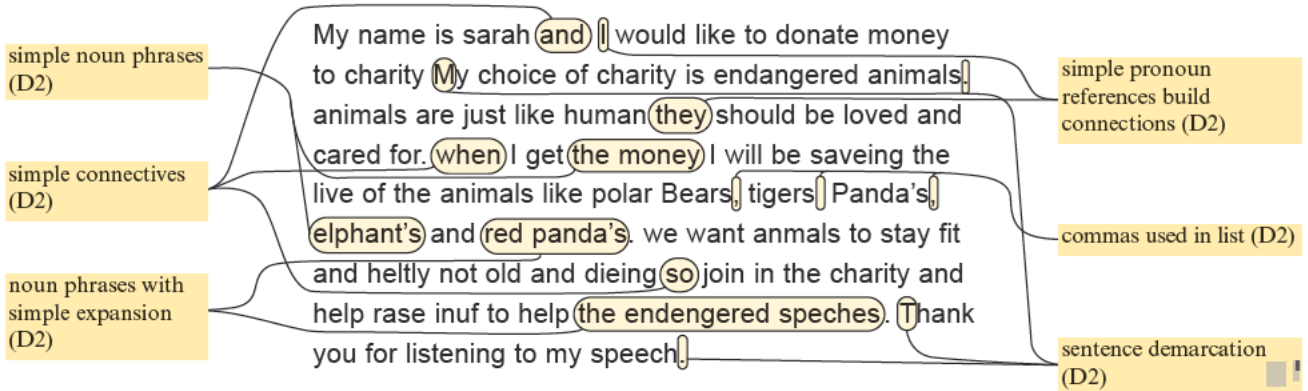 simple noun phrases
(D2)
simple connectives
(D2)
noun phrases with
simple expansion
(D2)
My name is sarah and I would like to donate money
to charity My choice of charity is endangered animals.
animals are just like human they should be loved and
cared for. when I get the money I will be saveing the
live of the animals like polar Bears, tigers Panda's,
elphant's and red panda's. we want anmals to stay fit
and heltly not old and dieing so join in the charity and
help rase inuf to help the endengered speches. Thank
you for listening to my speech.
simple pronoun
references build
connections (D2)
commas used in list (D2)
sentence demarcation
(D2)